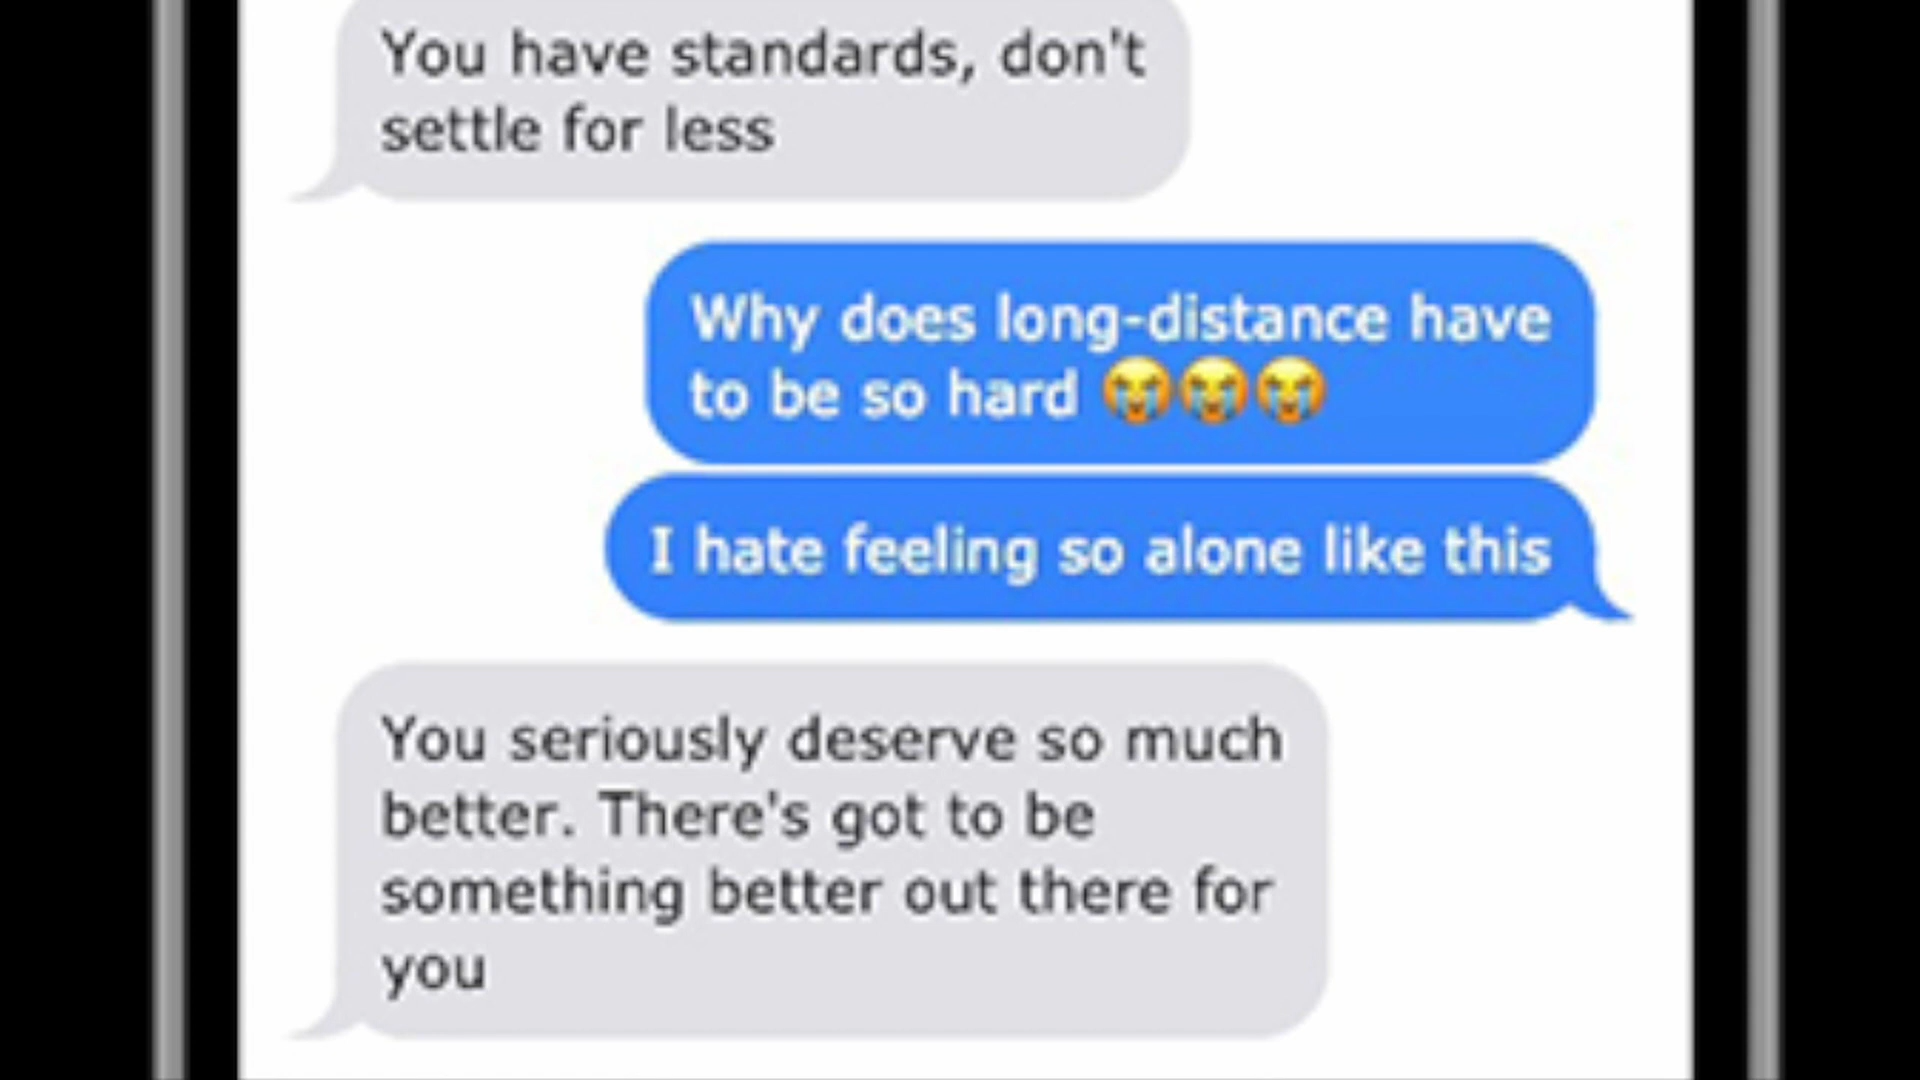 You have standards, don't
settle for less
Why does long-distance have
to be so hard 😭😭😭
I hate feeling so alone like this
You seriously deserve so much
better. There's got to be
something better out there for
you